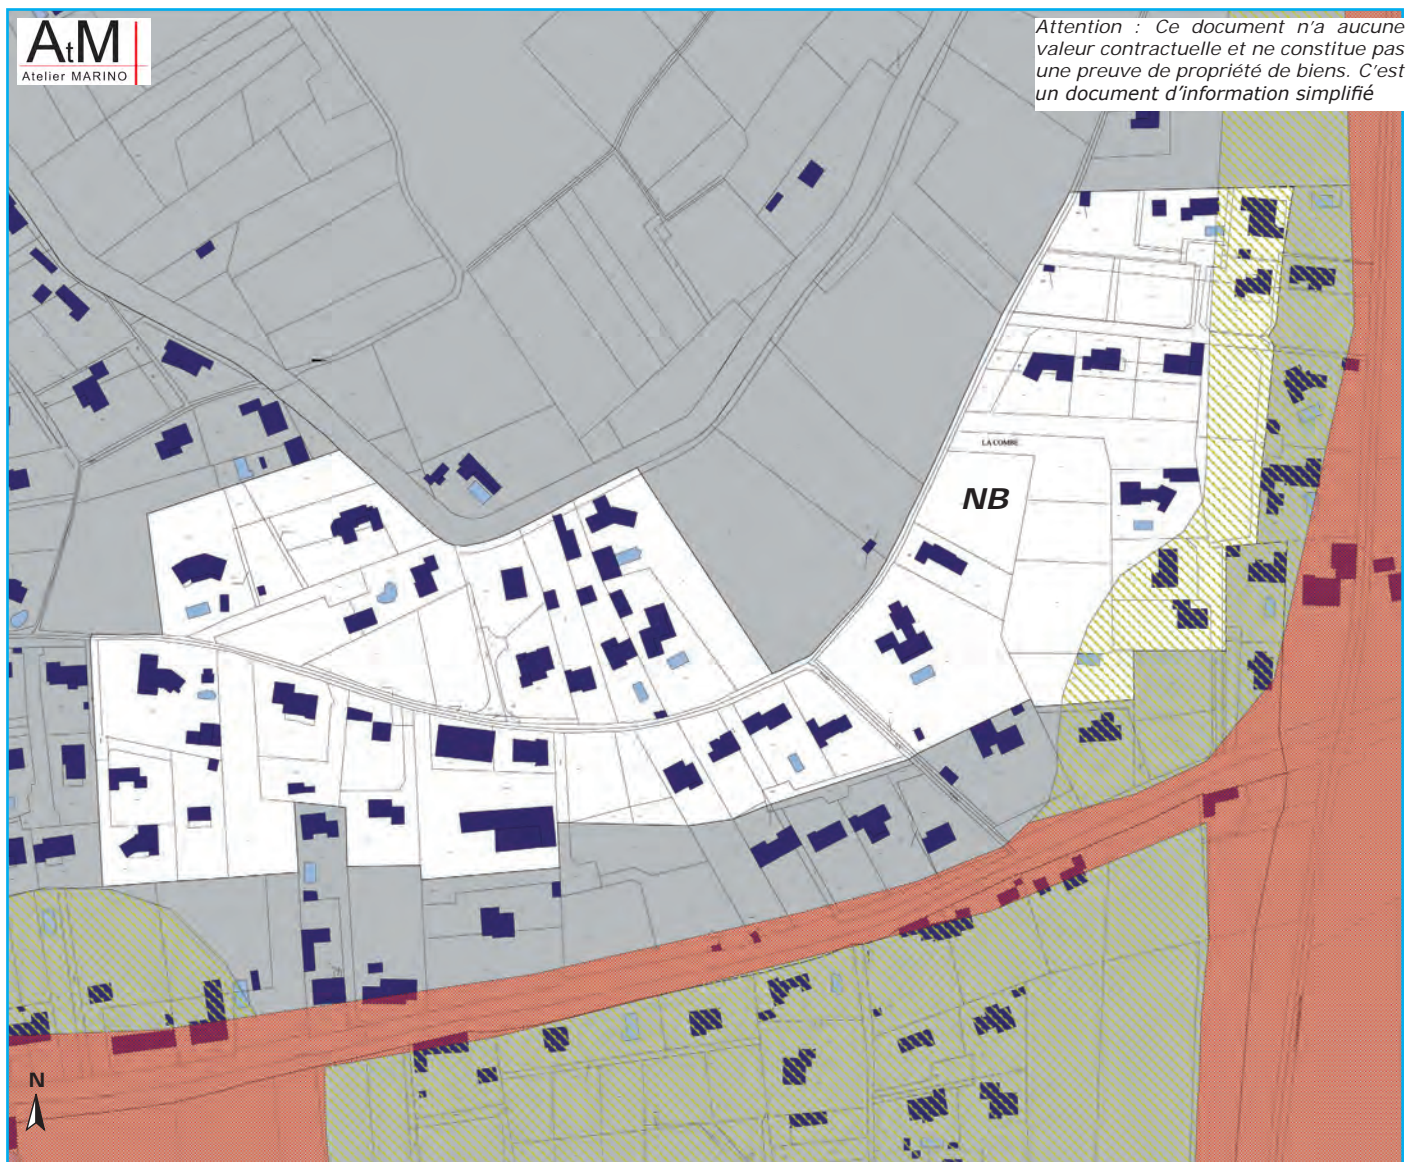 AtM
Atelier MARINO
Attention : Ce document n'a aucune
valeur contractuelle et ne constitue pas
une preuve de propriété de biens. C'est
un document d'information simplifié
LA COMBE
NB
N